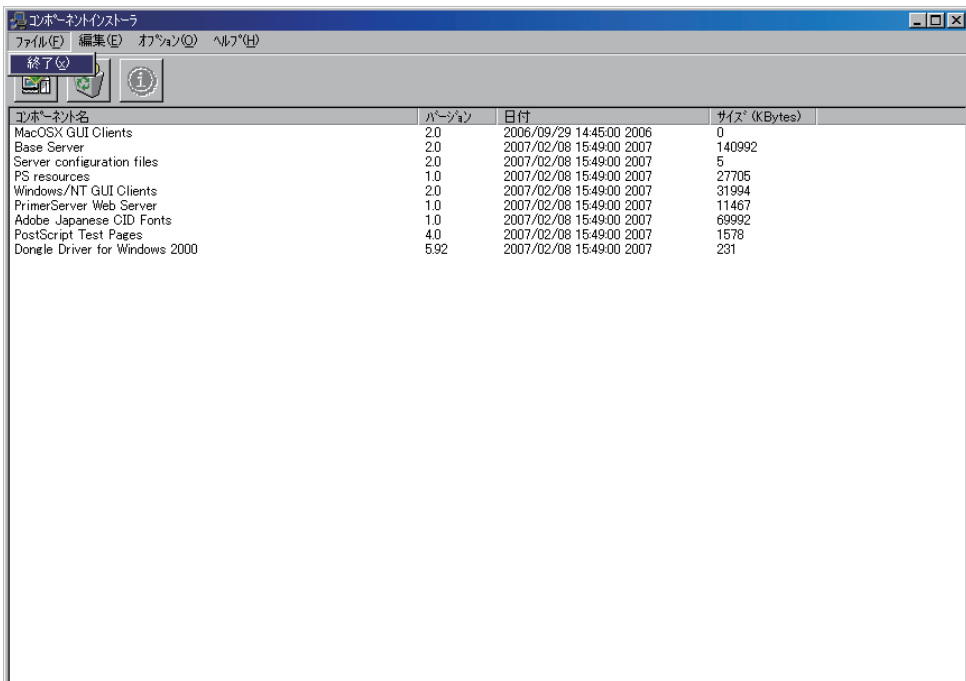 コンポーネントインストーラ
ファイル(F) 編集(E) オプション(O) ヘルプ(H)
終了(x)
コンポーネント名 バージョン 日付 サイズ (KBytes)
MacOSX GUI Clients 2.0 2006/09/29 14:45:00 2006 0
Base Server 2.0 2007/02/08 15:49:00 2007 140992
Server configuration files 2.0 2007/02/08 15:49:00 2007 5
PS resources 1.0 2007/02/08 15:49:00 2007 27705
Windows/NT GUI Clients 2.0 2007/02/08 15:49:00 2007 31994
PrimerServer Web Server 1.0 2007/02/08 15:49:00 2007 11467
Adobe Japanese CID Fonts 1.0 2007/02/08 15:49:00 2007 69992
PostScript Test Pages 4.0 2007/02/08 15:49:00 2007 1578
Dongle Driver for Windows 2000 5.92 2007/02/08 15:49:00 2007 231